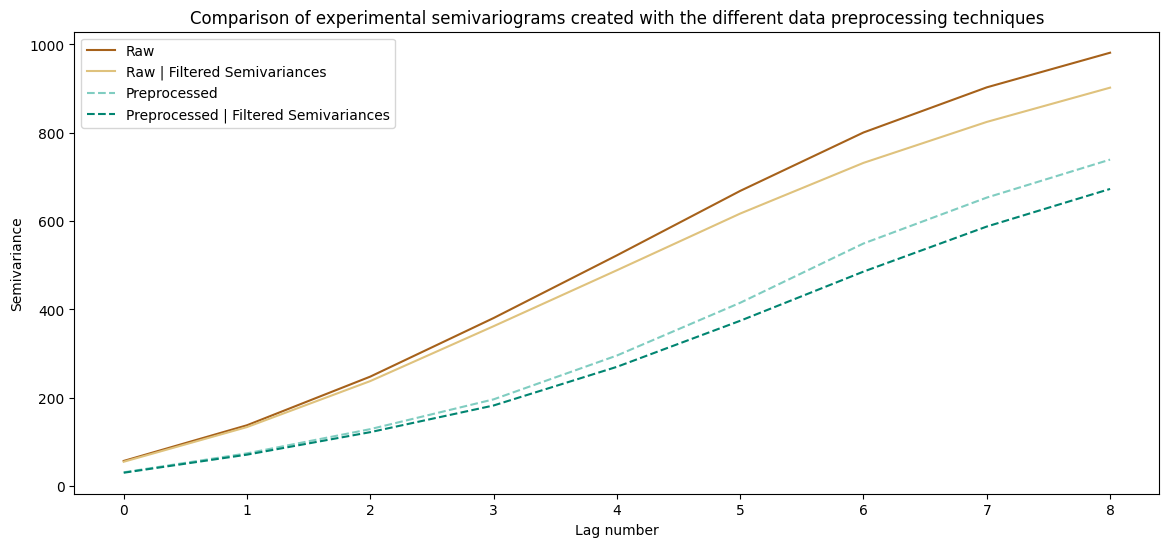 Comparison of experimental semivariograms created with the different data preprocessing techniques
Raw
Raw | Filtered Semivariances
Preprocessed
Preprocessed | Filtered Semivariances
1000
800
600
400
200
0
Semivariance
0 1 2 3 4 5 6 7 8
Lag number